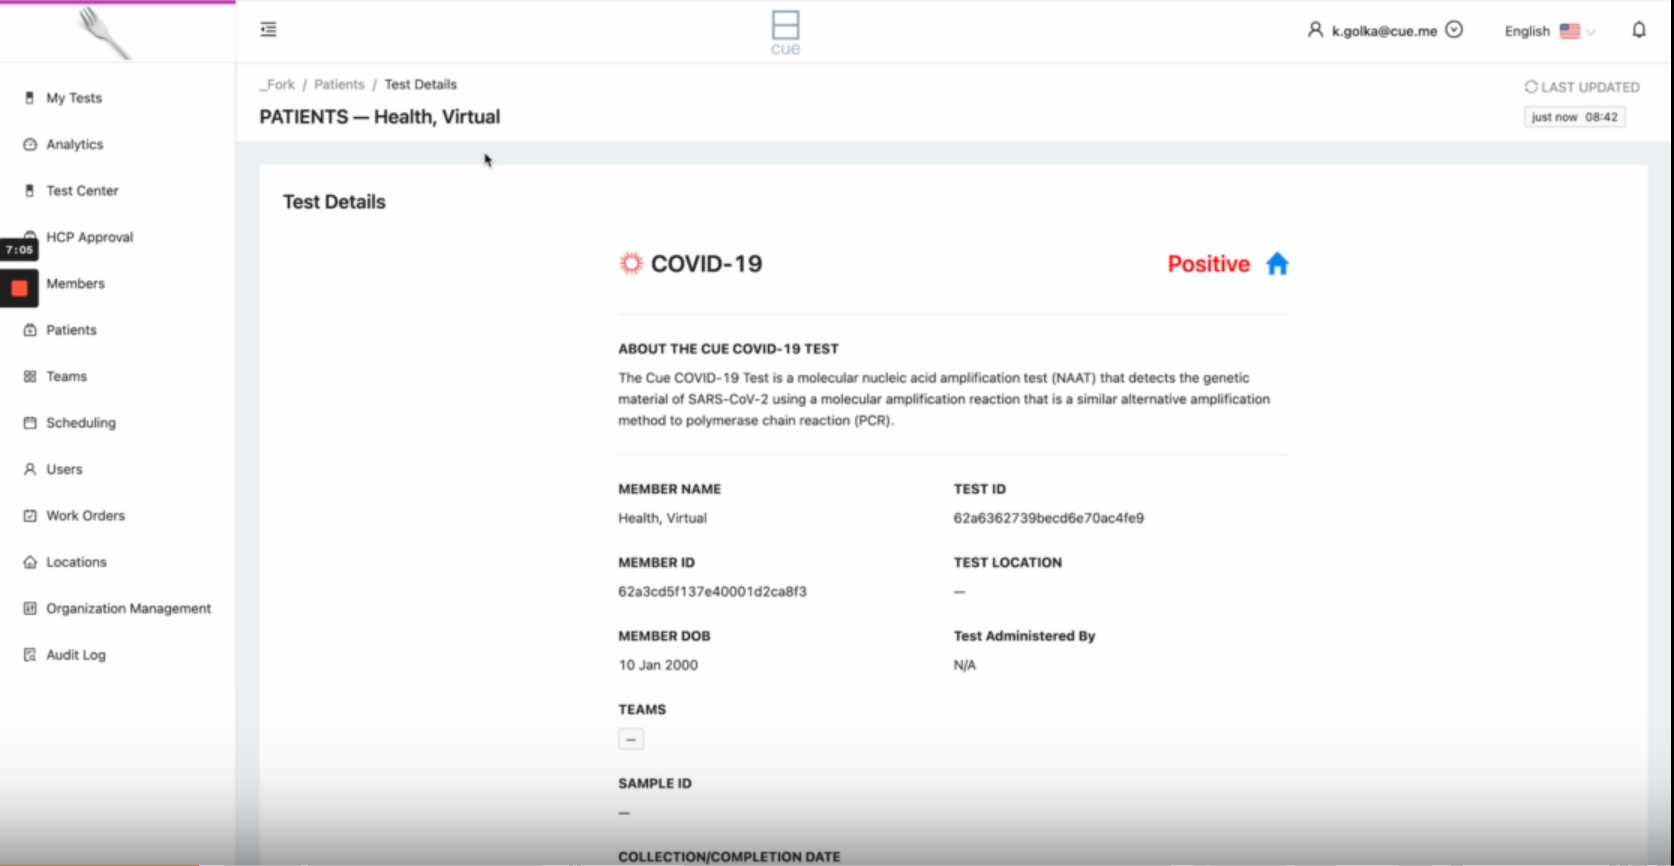 cue
k.golka@cue.me
English
_Fork / Patients / Test Details
PATIENTS — Health, Virtual
LAST UPDATED
just now 08:42
My Tests
Analytics
Test Center
HCP Approval
7:05
Members
Patients
Teams
Scheduling
Users
Work Orders
Locations
Organization Management
Audit Log
Test Details
COVID-19
Positive
ABOUT THE CUE COVID-19 TEST
The Cue COVID-19 Test is a molecular nucleic acid amplification test (NAAT) that detects the genetic
material of SARS-CoV-2 using a molecular amplification reaction that is a similar alternative amplification
method to polymerase chain reaction (PCR).
MEMBER NAME
Health, Virtual
TEST ID
62a6362739becd6e70ac4fe9
MEMBER ID
62a3cd5f137e40001d2ca8f3
TEST LOCATION
—
MEMBER DOB
10 Jan 2000
Test Administered By
N/A
TEAMS
—
SAMPLE ID
—
COLLECTION/COMPLETION DATE